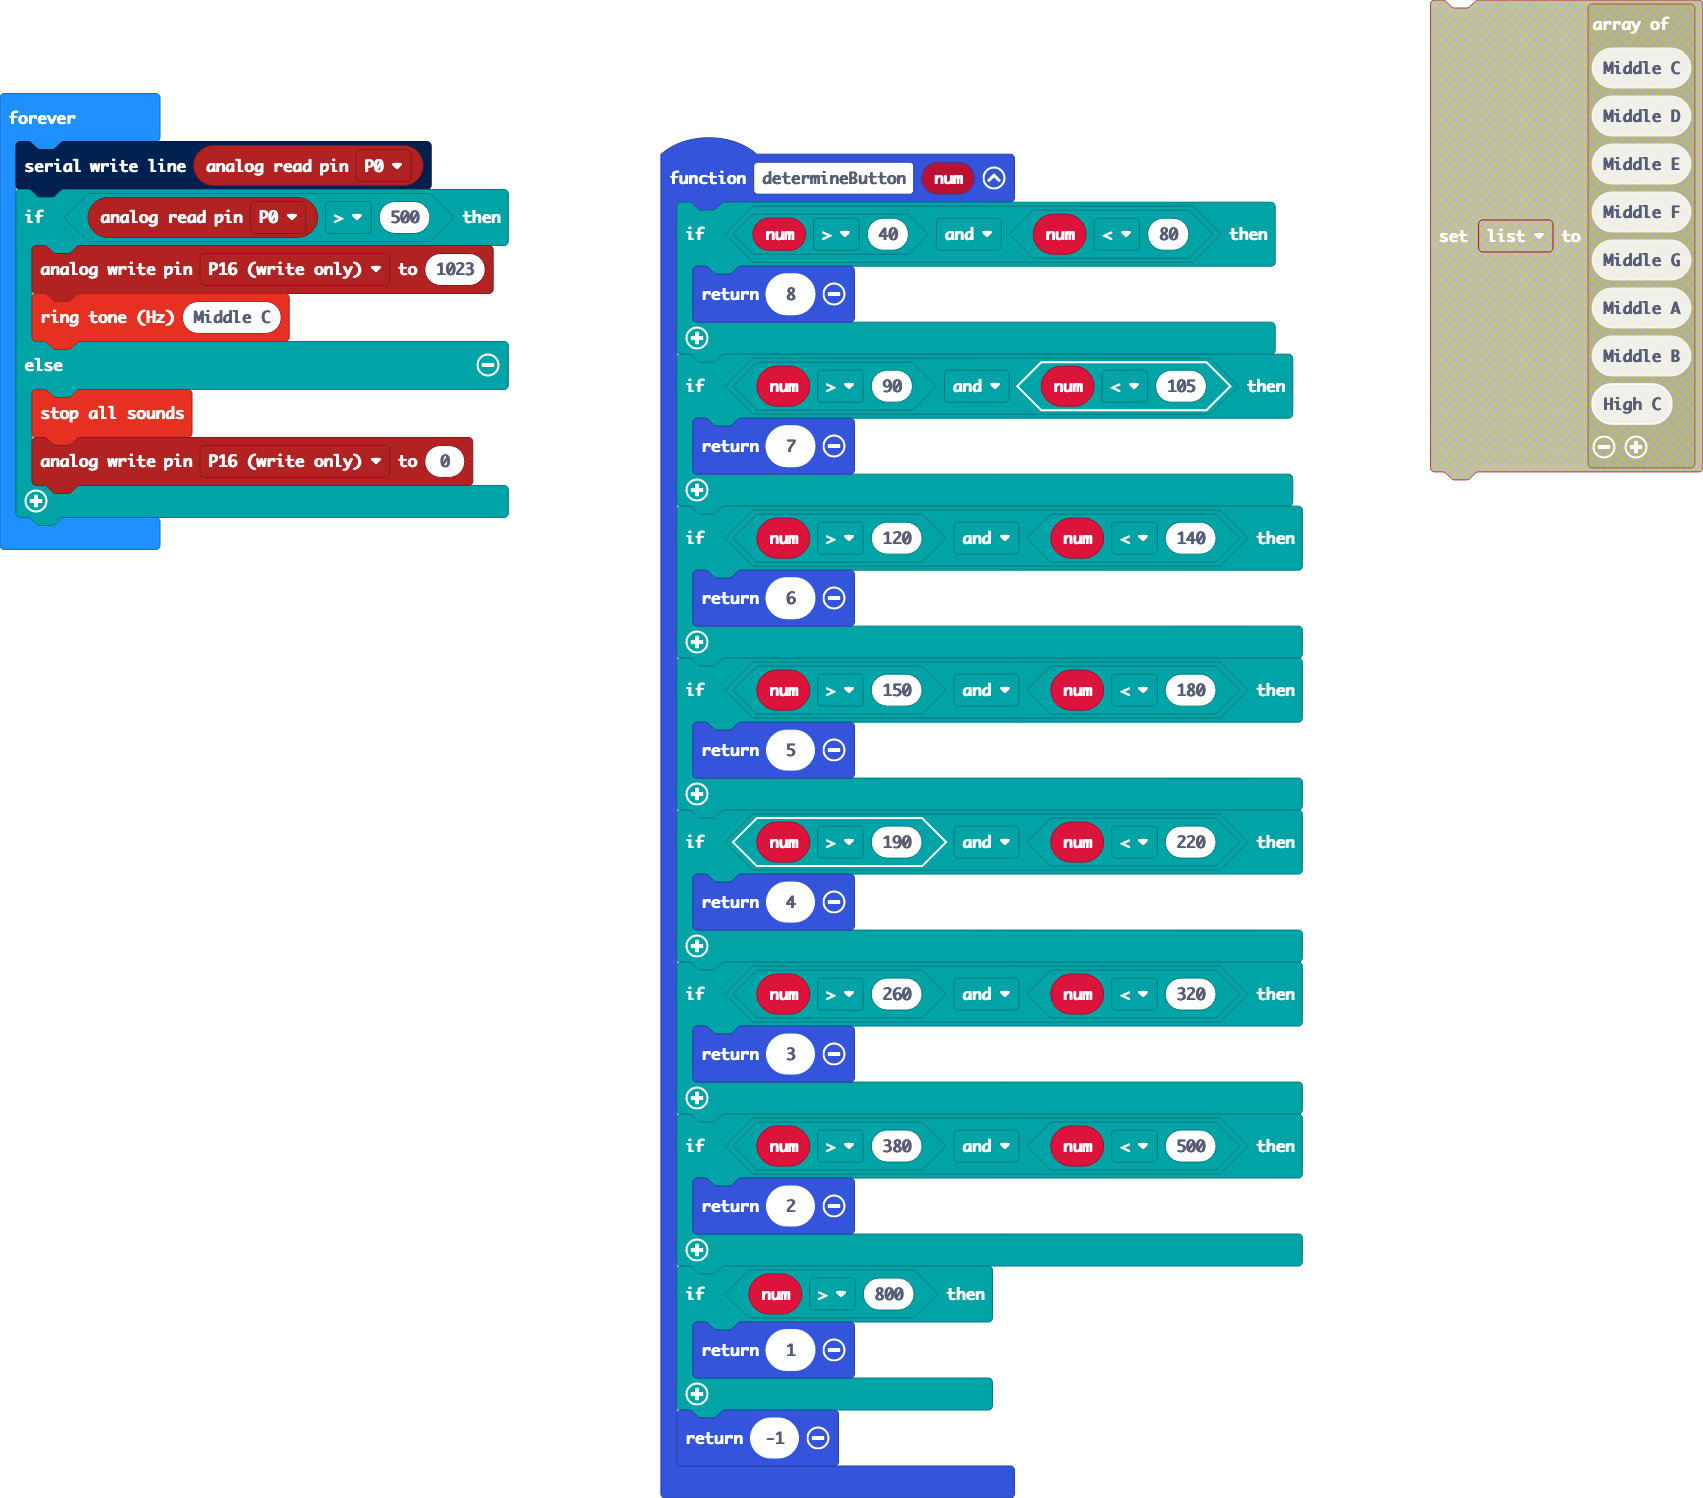 forever
serial write line analog read pin P0
if analog read pin P0 > 500 then
analog write pin P16 (write only) to 1023
ring tone (Hz) Middle C
else
stop all sounds
analog write pin P16 (write only) to 0
function determineButton num
if num > 40 and num < 80 then
return 8
if num > 90 and num < 105 then
return 7
if num > 120 and num < 140 then
return 6
if num > 150 and num < 180 then
return 5
if num > 190 and num < 220 then
return 4
if num > 260 and num < 320 then
return 3
if num > 380 and num < 500 then
return 2
if num > 800 then
return 1
return -1
set list to
array of
Middle C
Middle D
Middle E
Middle F
Middle G
Middle A
Middle B
High C